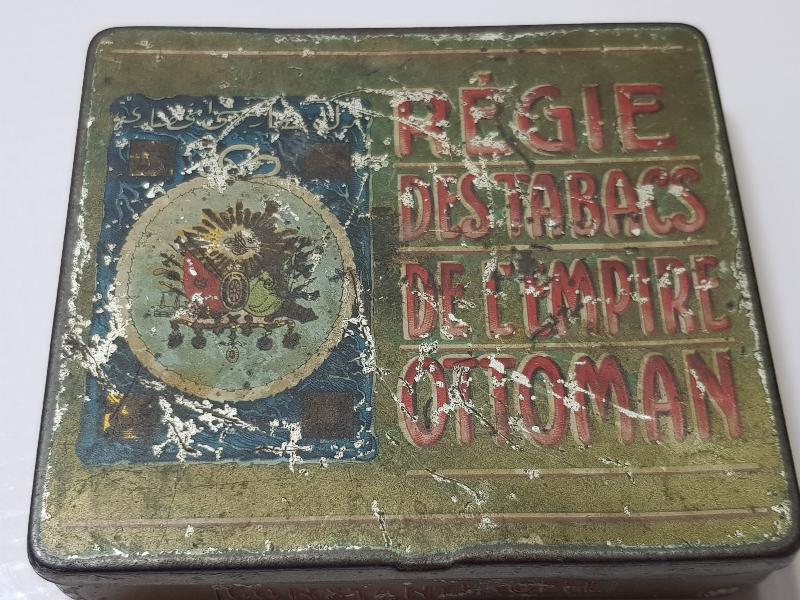 RÉGIE
DES TABACS
DE L'EMPIRE
OTTOMAN